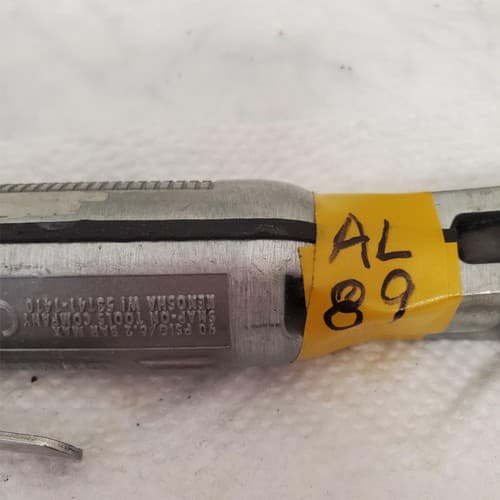 AL
89
90 PSIG/6.2 BAR MAX
SNAP-ON TOOLS COMPANY
KENOSHA WI 53141-1410